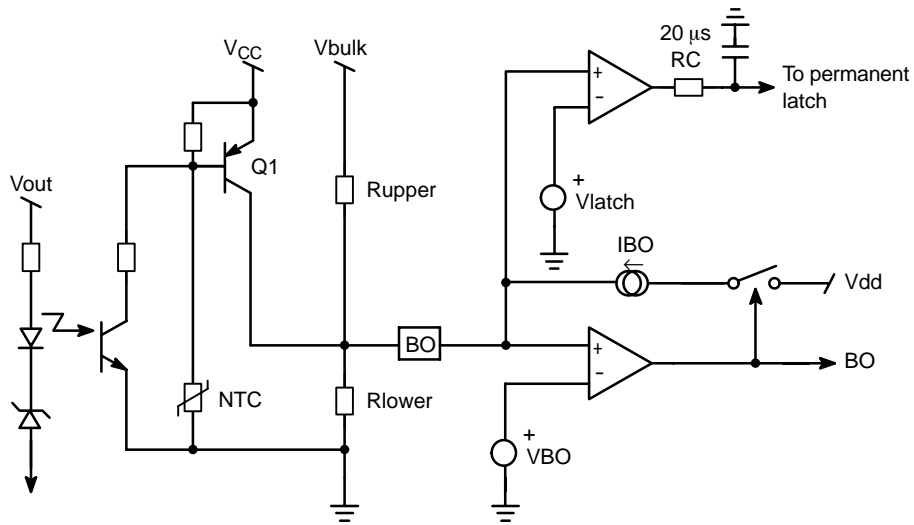 20 μs
RC
VCC
Vbulk
+
−
To permanent
latch
Q1
Vout
Rupper
+
Vlatch
IBO
Vdd
BO
+
−
BO
NTC
Rlower
+
VBO